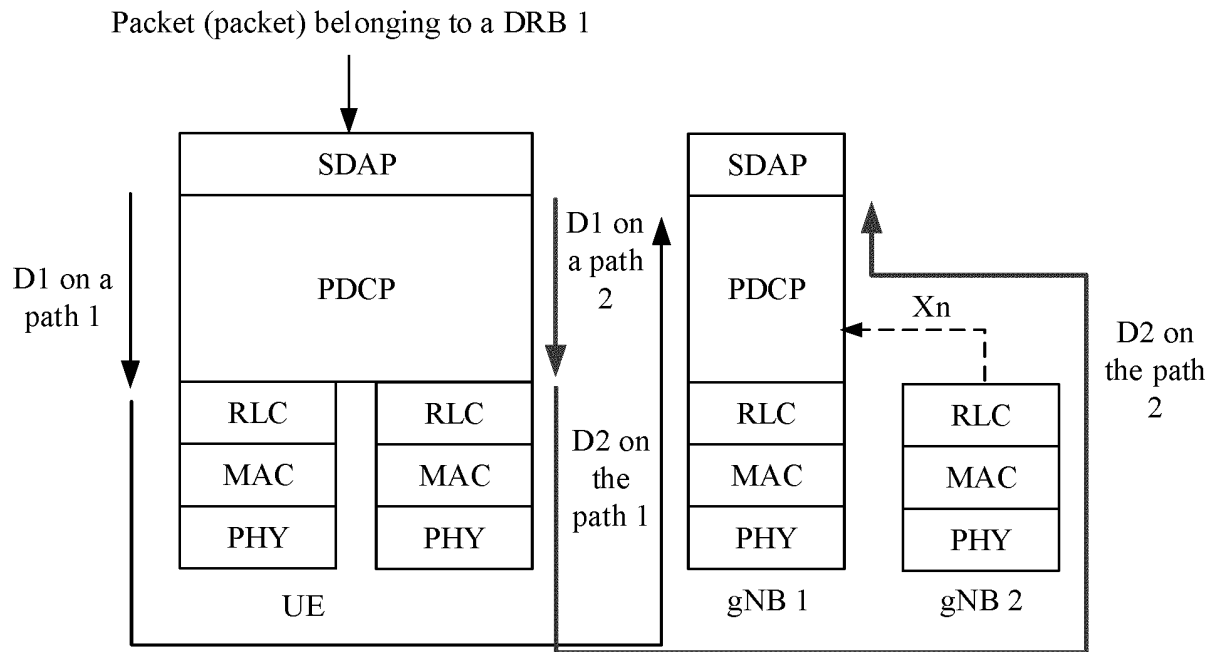 Packet (packet) belonging to a DRB 1
SDAP
SDAP
D1 on a
path 1
PDCP
D1 on
a path
2
PDCP
Xn
D2 on
the path
2
RLC
RLC
D2 on
the
path 1
RLC
RLC
MAC
MAC
MAC
MAC
PHY
PHY
PHY
PHY
UE
gNB 1
gNB 2